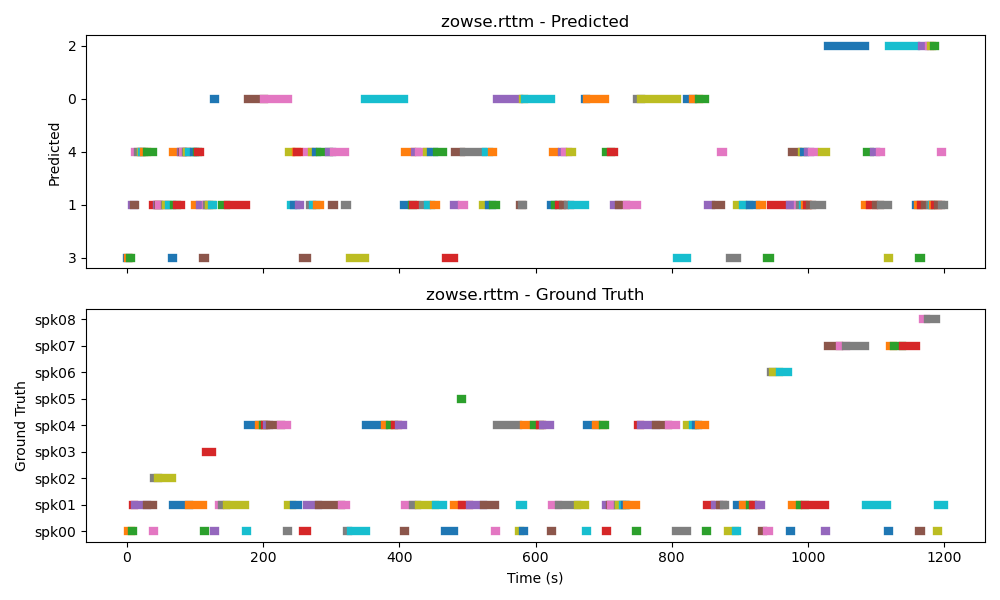 zowse.rttm - Predicted
Predicted
2
0
4
1
3
zowse.rttm - Ground Truth
Ground Truth
spk08
spk07
spk06
spk05
spk04
spk03
spk02
spk01
spk00
0 200 400 600 800 1000 1200
Time (s)